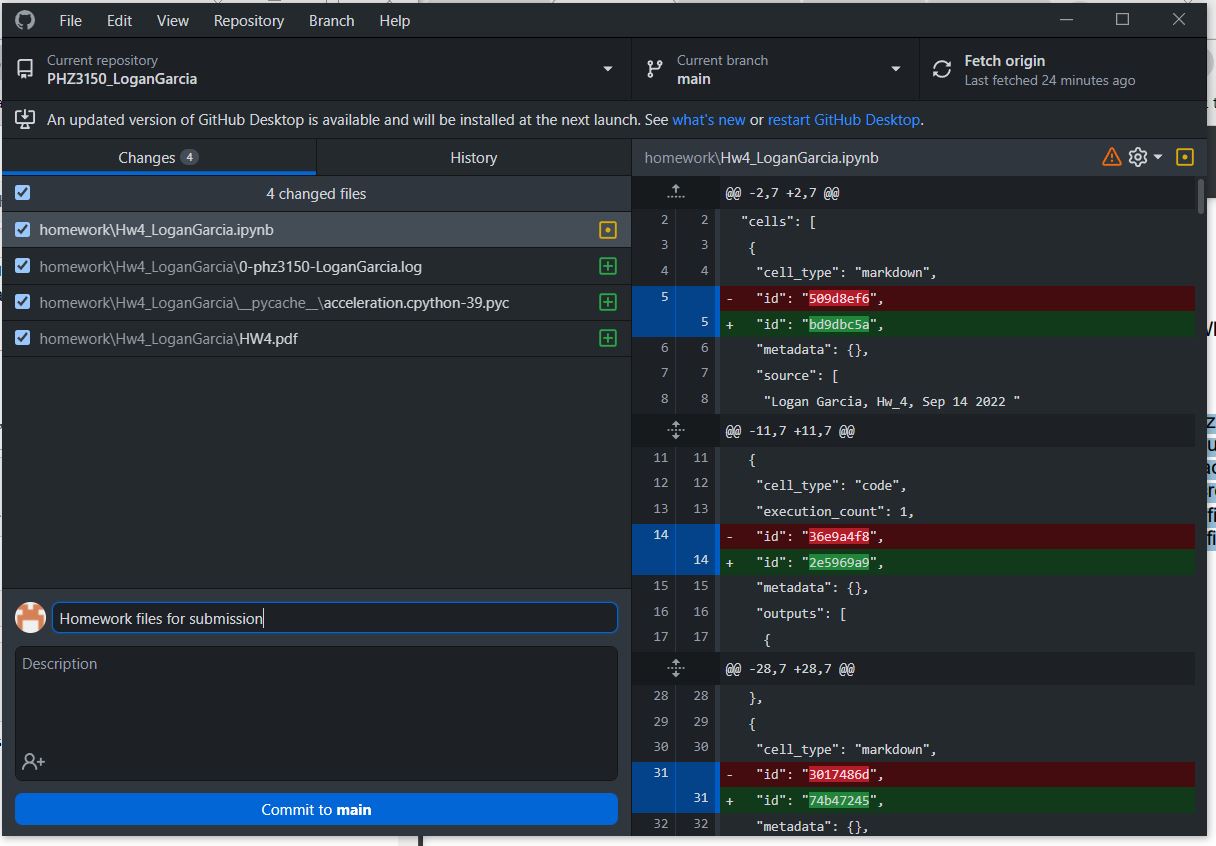 File Edit View Repository Branch Help
Current repository
PHZ3150_LoganGarcia
Current branch
main
Fetch origin
Last fetched 24 minutes ago
An updated version of GitHub Desktop is available and will be installed at the next launch. See what's new or restart GitHub Desktop.
Changes 4
History
4 changed files
homework\Hw4_LoganGarcia.ipynb
homework\Hw4_LoganGarcia\0-phz3150-LoganGarcia.log
homework\Hw4_LoganGarcia\__pycache__\acceleration.cpython-39.pyc
homework\Hw4_LoganGarcia\HW4.pdf
Homework files for submission
Description
Commit to main
homework\Hw4_LoganGarcia.ipynb
@@ -2,7 +2,7 @@
2 2 "cells": [
3 3 {
4 4 "cell_type": "markdown",
5 - "id": "509d8ef6",
5 + "id": "bd9dbc5a",
6 6 "metadata": {},
7 7 "source": [
8 8 "Logan Garcia, Hw_4, Sep 14 2022 "
@@ -11,7 +11,7 @@
11 11 {
12 12 "cell_type": "code",
13 13 "execution_count": 1,
14 - "id": "36e9a4f8",
14 + "id": "2e5969a9",
15 15 "metadata": {},
16 16 "outputs": [
17 17 {
@@ -28,7 +28,7 @@
28 28 },
29 29 {
30 30 "cell_type": "markdown",
31 - "id": "3017486d",
31 + "id": "74b47245",
32 32 "metadata": {},